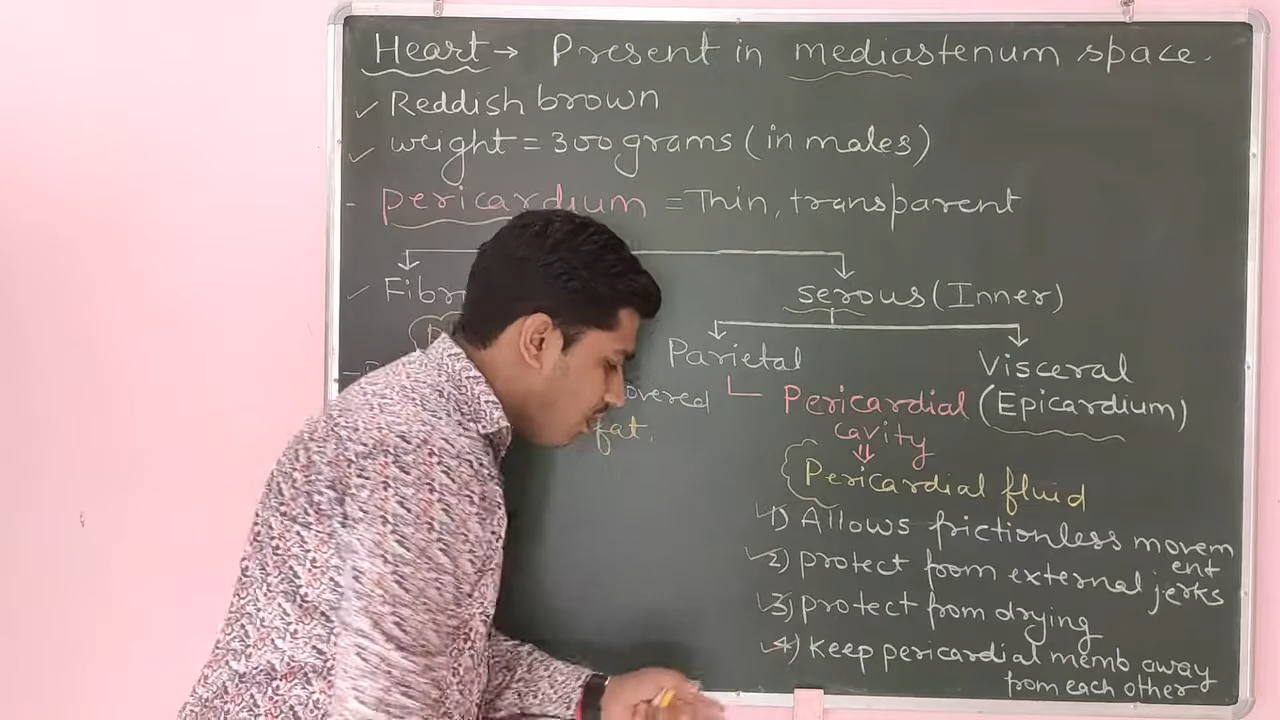 Heart → Present in mediastenum space.
✓ Reddish brown
✓ weight = 300 grams (in males)
- pericardium = Thin, transparent
✓ serous (Inner)
Parietal Visceral
overed Pericardial (Epicardium)
fat. cavity
⇓
Pericardial fluid
1) Allows frictionless movem
ent
2) protect from external jerks
3) protect from drying
4) Keep pericardial memb away
from each other